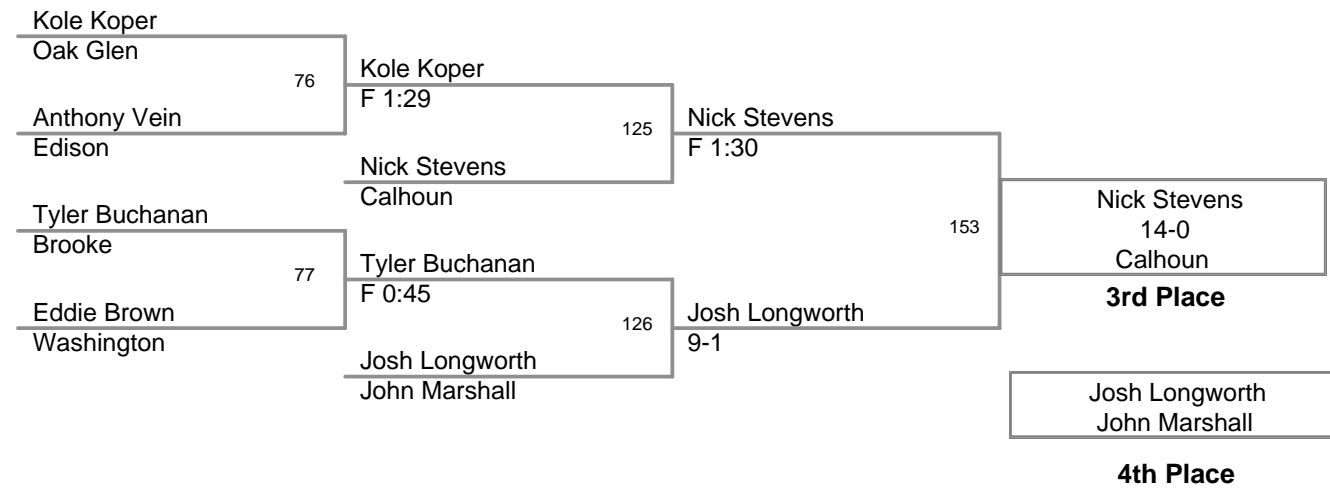 Kole Koper
Oak Glen
76
Anthony Vein
Edison
Tyler Buchanan
Brooke
77
Eddie Brown
Washington
Kole Koper
F 1:29
125
Nick Stevens
Calhoun
Tyler Buchanan
F 0:45
126
Josh Longworth
John Marshall
Nick Stevens
F 1:30
153
Josh Longworth
9-1
Nick Stevens
14-0
Calhoun
3rd Place
Josh Longworth
John Marshall
4th Place